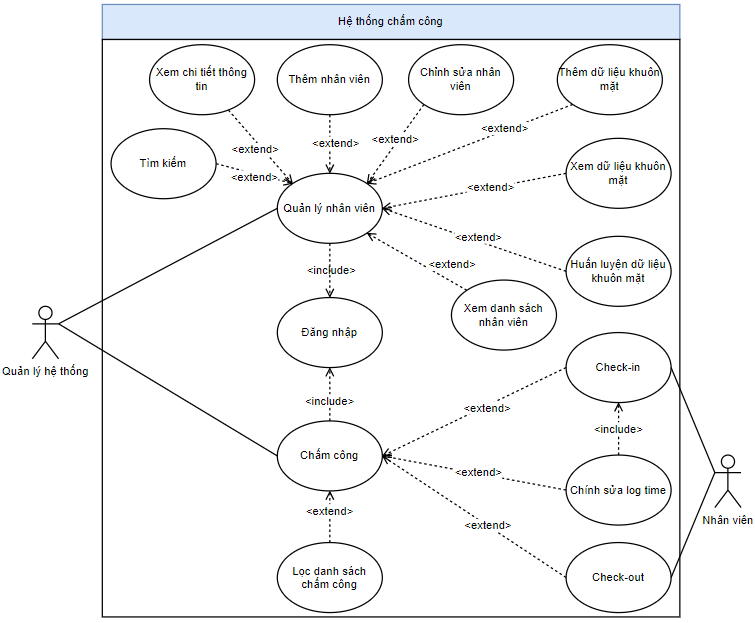 Hệ thống chấm công
Xem chi tiết thông
tin
Thêm nhân viên
Chỉnh sửa nhân
viên
Thêm dữ liệu khuôn
mặt
<extend>
<extend>
<extend>
<extend>
Tìm kiếm
<extend>
Xem dữ liệu khuôn
mặt
<extend>
Quản lý nhân viên
<extend>
Huấn luyện dữ liệu
khuôn mặt
<include>
<extend>
Xem danh sách
nhân viên
Đăng nhập
Quản lý hệ thống
Check-in
<include>
<extend>
<include>
Chấm công
<extend>
Chính sửa log time
<extend>
<extend>
Nhân viên
Lọc danh sách
chấm công
Check-out